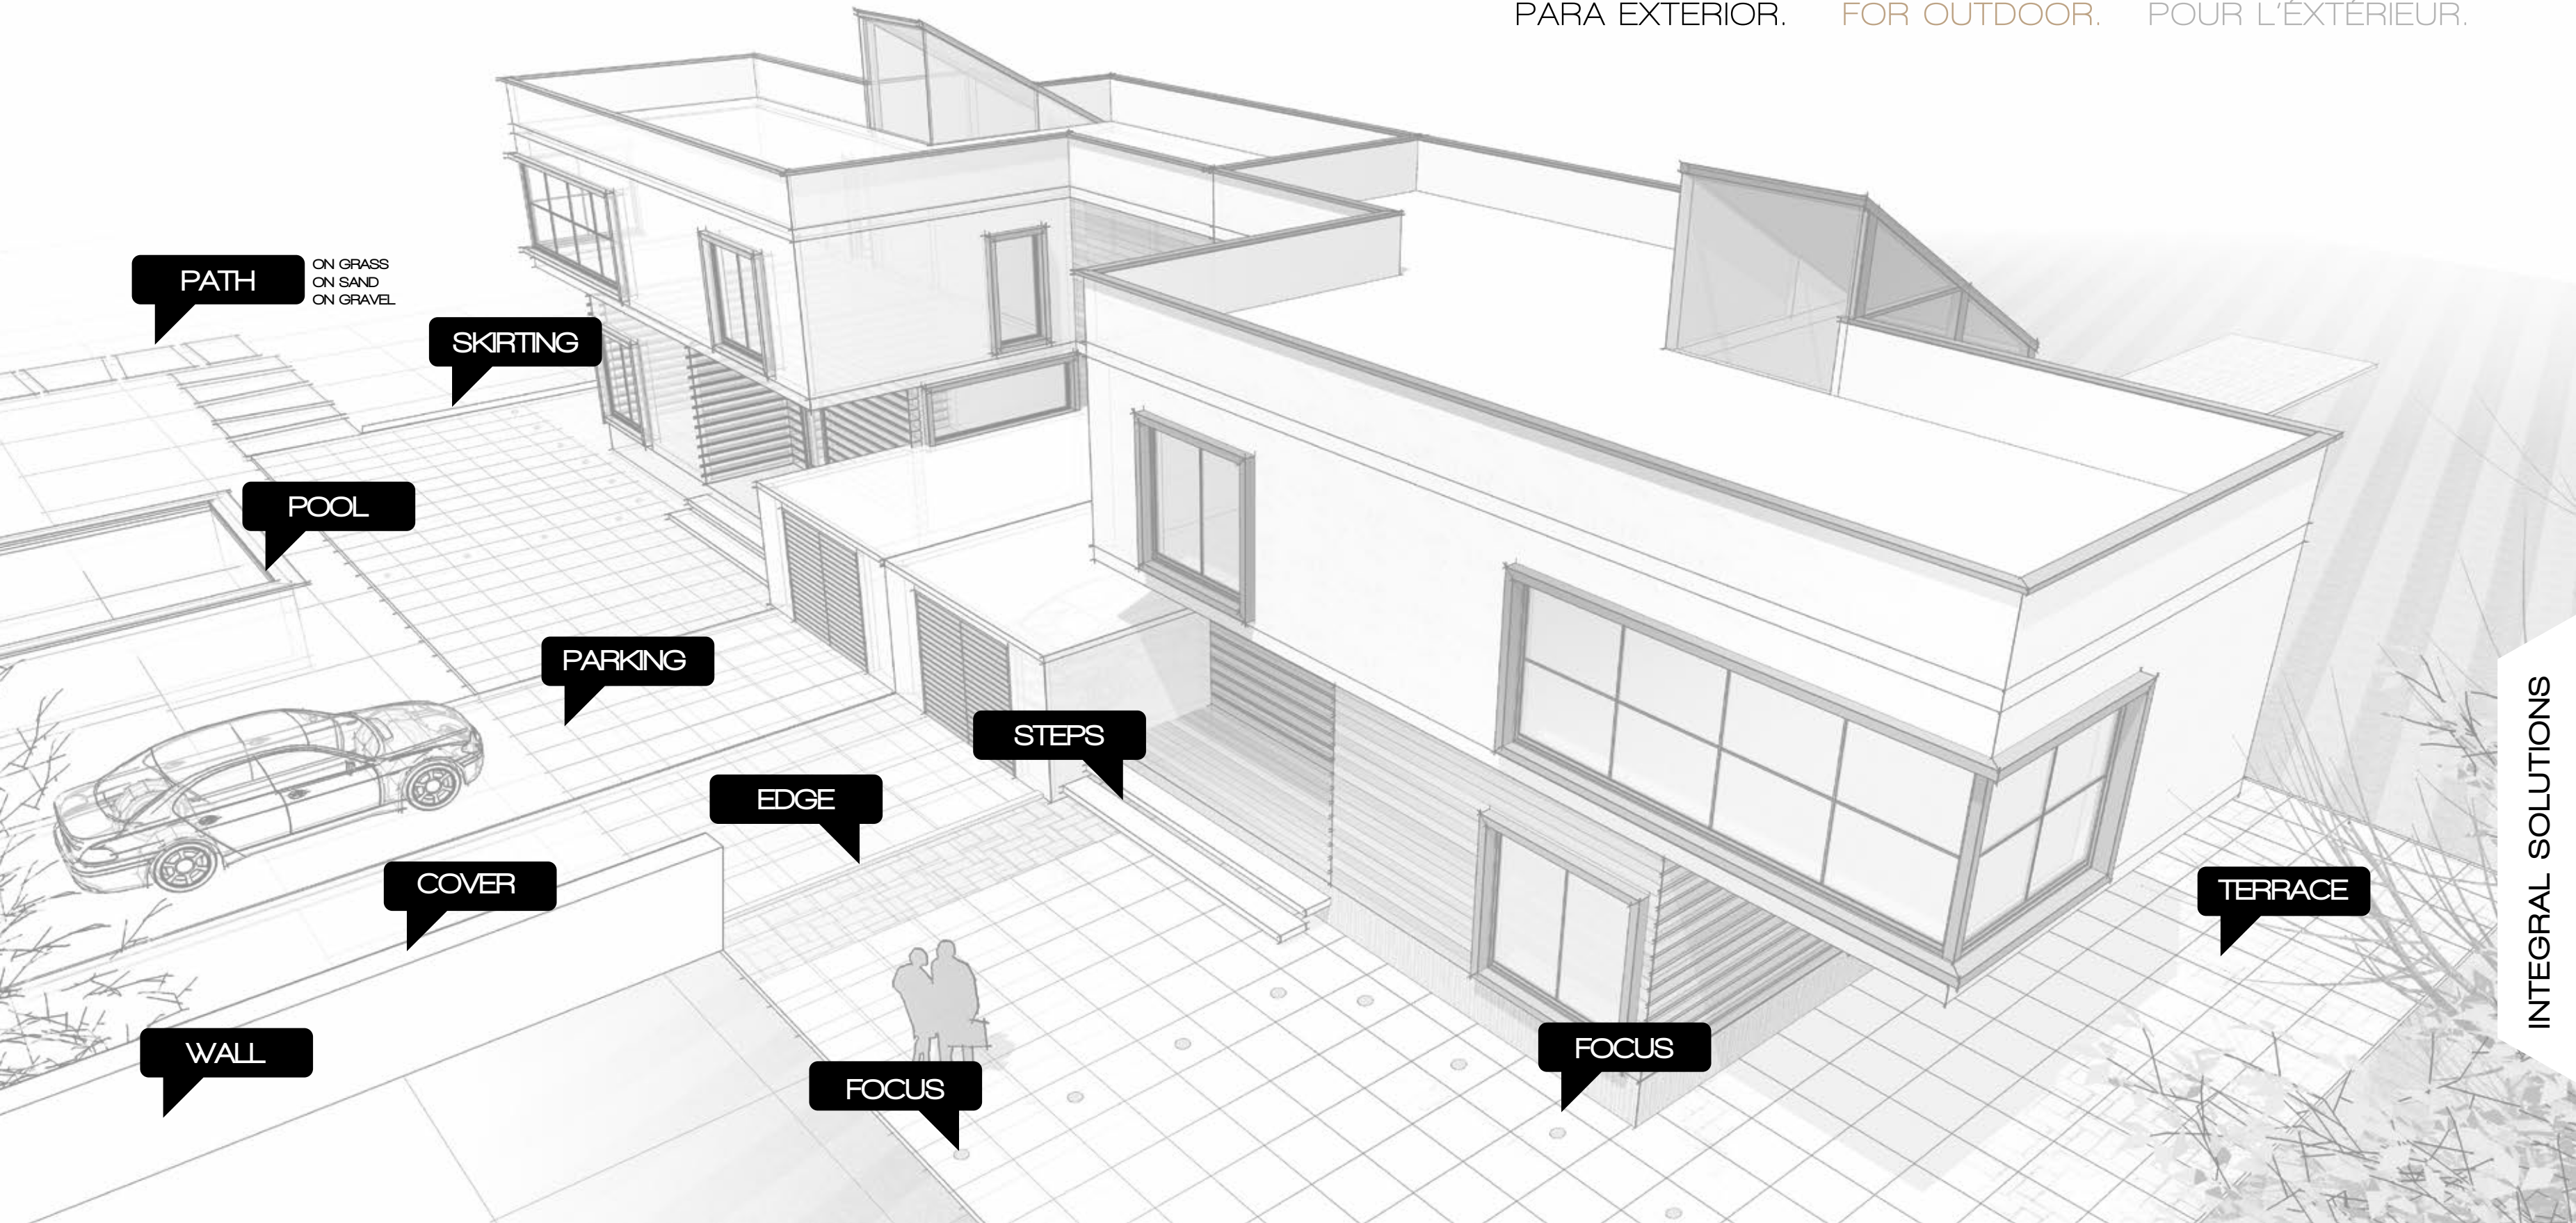 PARA EXTERIOR. FOR OUTDOOR. POUR L'ÉXTÉRIEUR.
PATH
ON GRASS
ON SAND
ON GRAVEL
SKIRTING
POOL
PARKING
STEPS
EDGE
COVER
TERRACE
WALL
FOCUS
FOCUS
INTEGRAL SOLUTIONS